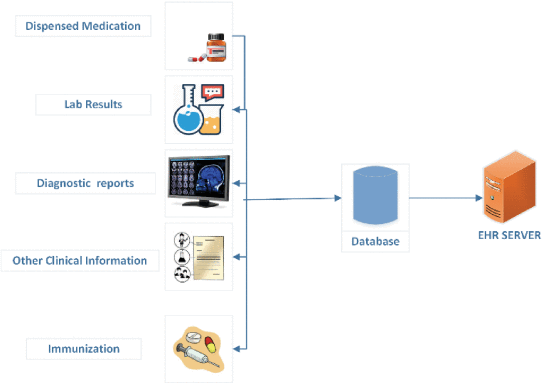 Dispensed Medication
Lab Results
Diagnostic reports
Other Clinical Information
Immunization
Database
EHR SERVER